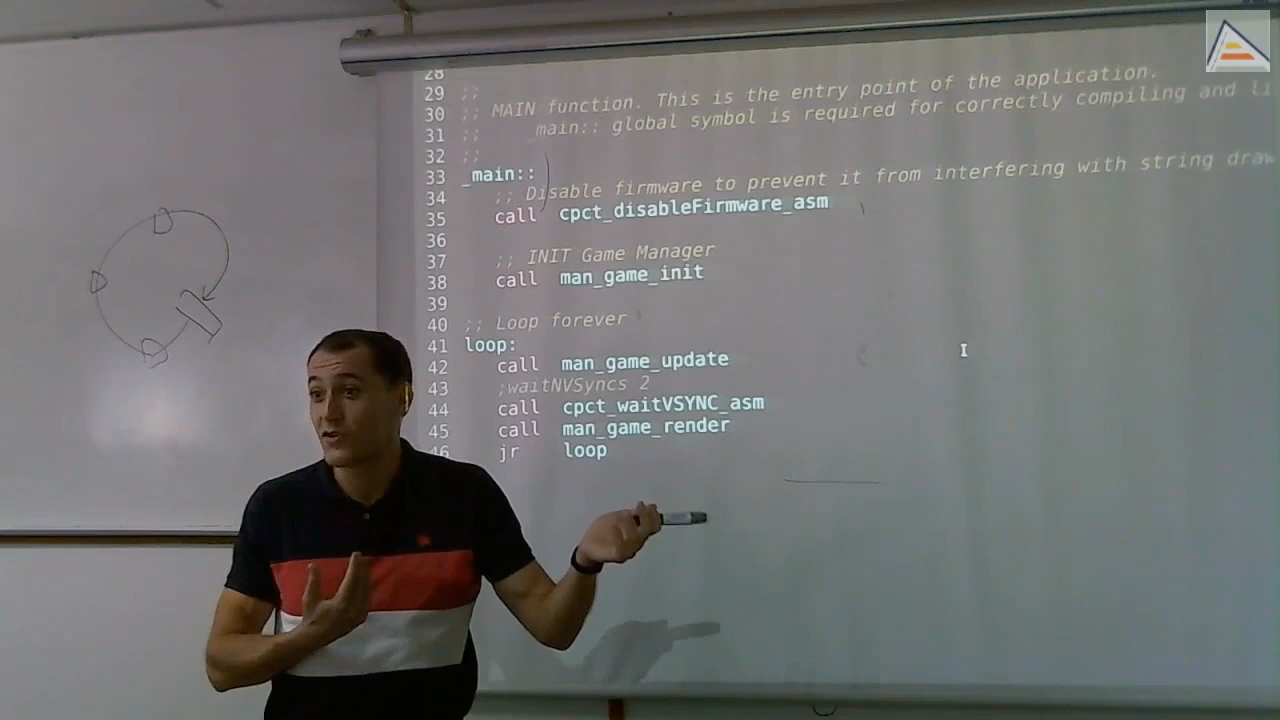 28
29 ;;
30 ;; MAIN function. This is the entry point of the application.
31 ;; _main:: global symbol is required for correctly compiling and li
32 ;;
33 _main::
34 ;; Disable firmware to prevent it from interfering with string draw
35 call cpct_disableFirmware_asm
36
37 ;; INIT Game Manager
38 call man_game_init
39
40 ;; Loop forever
41 loop:
42 call man_game_update
43 ;waitNVSyncs 2
44 call cpct_waitVSYNC_asm
45 call man_game_render
46 jr loop